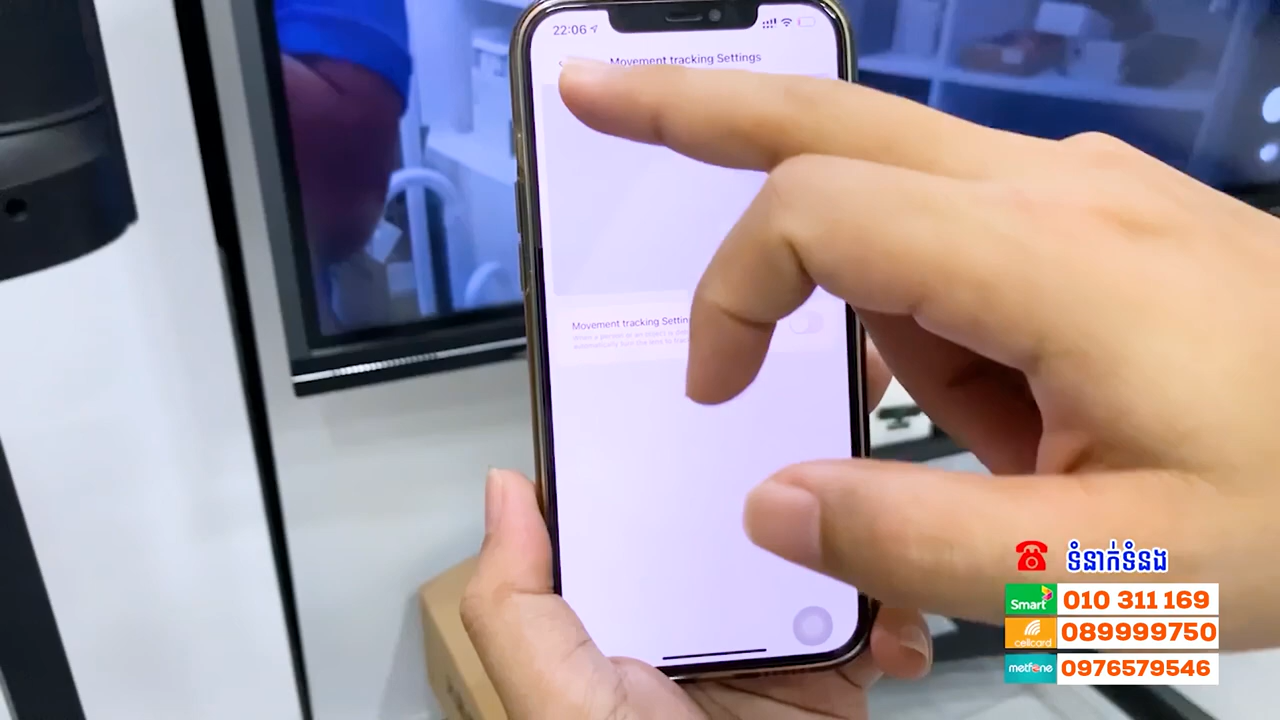 22:06
Movement tracking Settings
Movement tracking Settin
ទំនាក់ទំនង
Smart 010 311 169
cellcard 089999750
metfone 0976579546